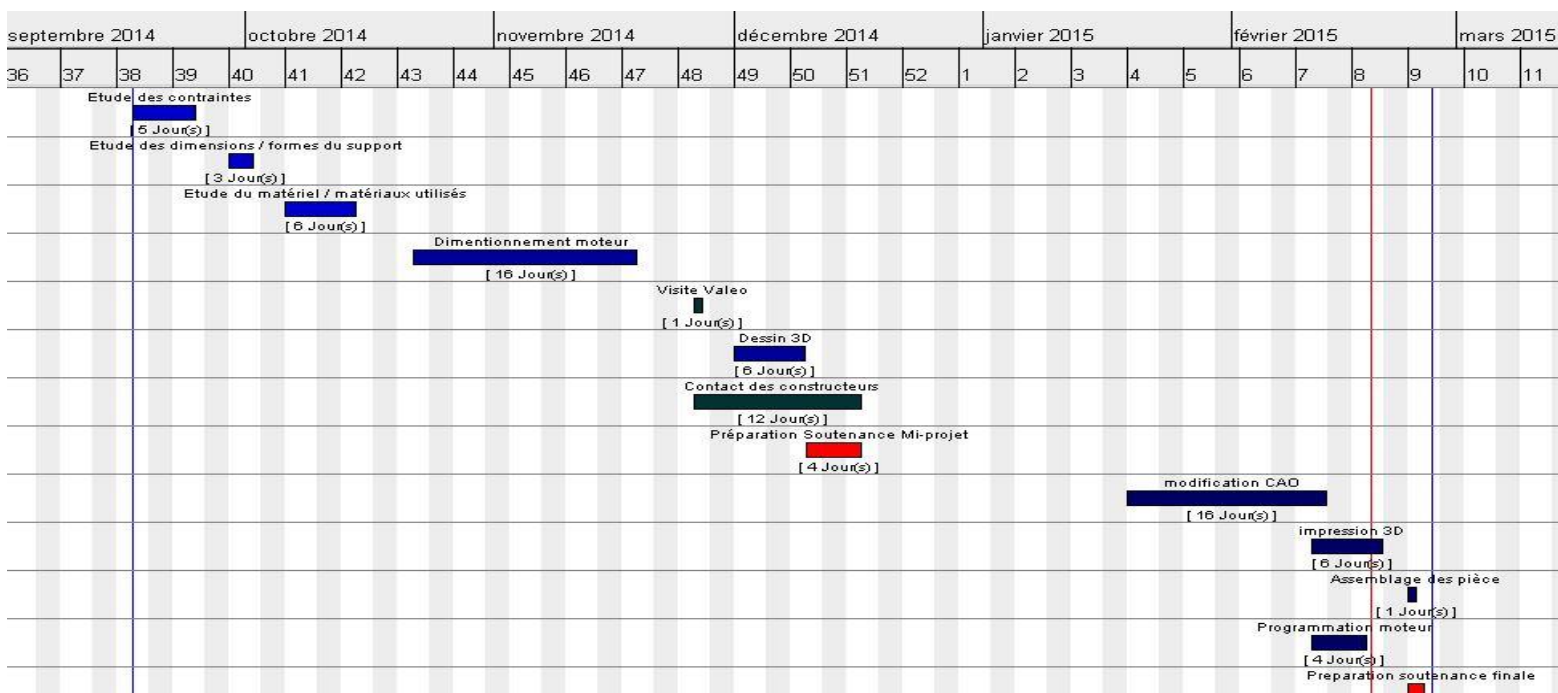 septembre 2014 octobre 2014 novembre 2014 décembre 2014 janvier 2015 février 2015 mars 2015
36 37 38 39 40 41 42 43 44 45 46 47 48 49 50 51 52 1 2 3 4 5 6 7 8 9 10 11
Etude des contraintes
[ 5 Jour(s) ]
Etude des dimensions / formes du support
[ 3 Jour(s) ]
Etude du matériel / matériaux utilisés
[ 6 Jour(s) ]
Dimentionnement moteur
[ 16 Jour(s) ]
Visite Valeo
[ 1 Jour(s) ]
Dessin 3D
[ 6 Jour(s) ]
Contact des constructeurs
[ 12 Jour(s) ]
Préparation Soutenance Mi-projet
[ 4 Jour(s) ]
modification CAO
[ 16 Jour(s) ]
impression 3D
[ 6 Jour(s) ]
Assemblage des pièce
[ 1 Jour(s) ]
Programmation moteur
[ 4 Jour(s) ]
Preparation soutenance finale